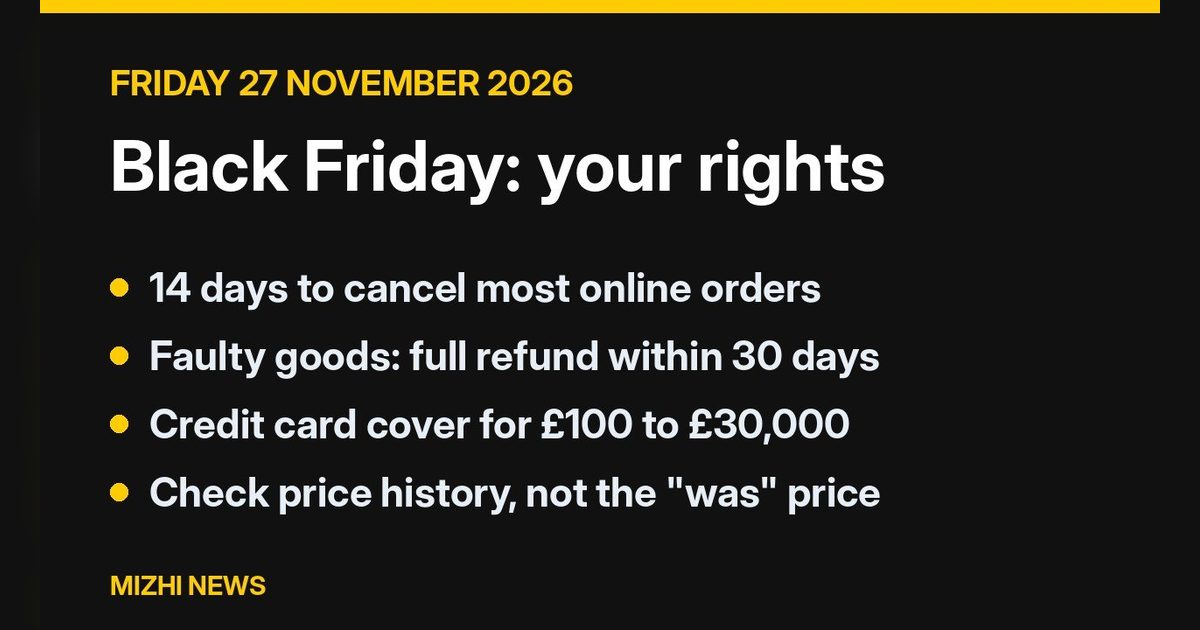 FRIDAY 27 NOVEMBER 2026
Black Friday: your rights
14 days to cancel most online orders
Faulty goods: full refund within 30 days
Credit card cover for £100 to £30,000
Check price history, not the "was" price
MIZHI NEWS